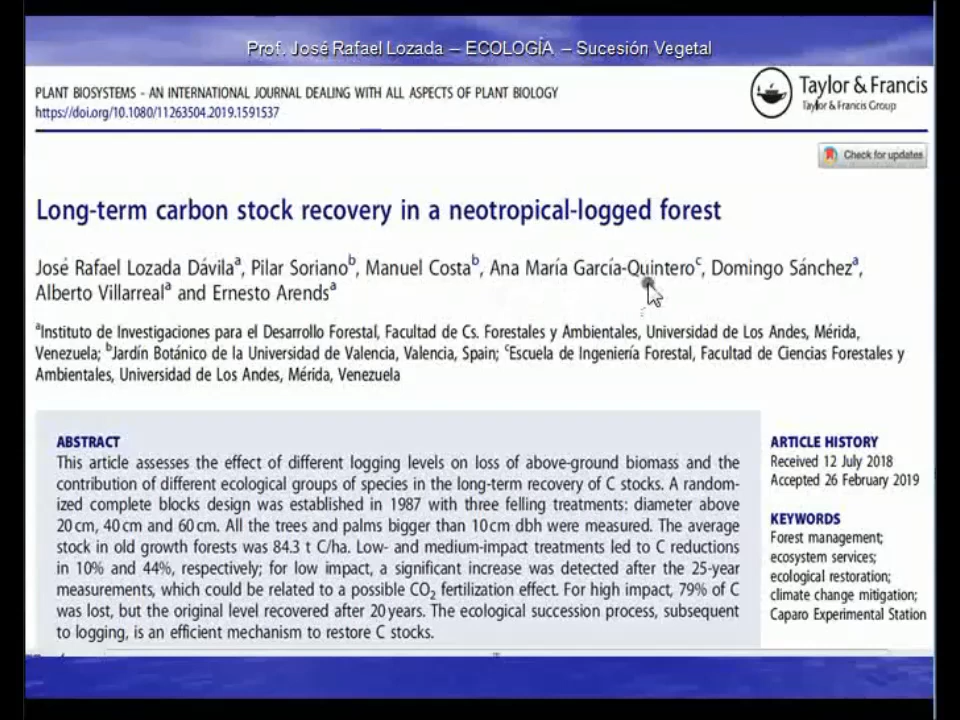 Prof. José Rafael Lozada – ECOLOGÍA – Sucesión Vegetal
PLANT BIOSYSTEMS - AN INTERNATIONAL JOURNAL DEALING WITH ALL ASPECTS OF PLANT BIOLOGY
https://doi.org/10.1080/11263504.2019.1591537
Taylor & Francis
Taylor & Francis Group
Check for updates
Long-term carbon stock recovery in a neotropical-logged forest
José Rafael Lozada Dávilaa, Pilar Sorianob, Manuel Costab, Ana María García-Quinteroc, Domingo Sáncheza,
Alberto Villarreala and Ernesto Arendsa
aInstituto de Investigaciones para el Desarrollo Forestal, Facultad de Cs. Forestales y Ambientales, Universidad de Los Andes, Mérida,
Venezuela; bJardín Botánico de la Universidad de Valencia, Valencia, Spain; cEscuela de Ingeniería Forestal, Facultad de Ciencias Forestales y
Ambientales, Universidad de Los Andes, Mérida, Venezuela
ABSTRACT
This article assesses the effect of different logging levels on loss of above-ground biomass and the
contribution of different ecological groups of species in the long-term recovery of C stocks. A random-
ized complete blocks design was established in 1987 with three felling treatments: diameter above
20 cm, 40 cm and 60 cm. All the trees and palms bigger than 10 cm dbh were measured. The average
stock in old growth forests was 84.3 t C/ha. Low- and medium-impact treatments led to C reductions
in 10% and 44%, respectively; for low impact, a significant increase was detected after the 25-year
measurements, which could be related to a possible CO2 fertilization effect. For high impact, 79% of C
was lost, but the original level recovered after 20 years. The ecological succession process, subsequent
to logging, is an efficient mechanism to restore C stocks.
ARTICLE HISTORY
Received 12 July 2018
Accepted 26 February 2019
KEYWORDS
Forest management;
ecosystem services;
ecological restoration;
climate change mitigation;
Caparo Experimental Station